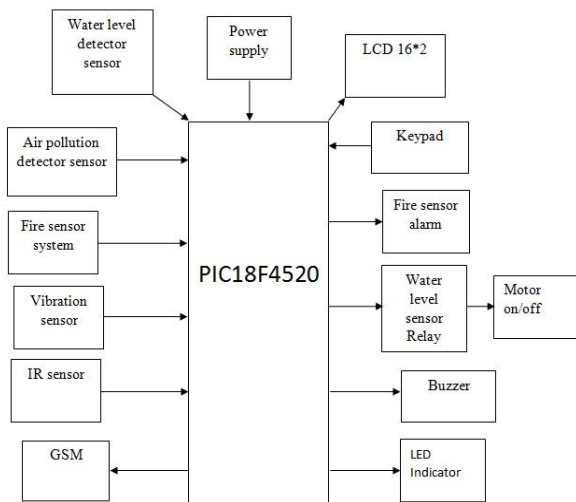 Water level
detector
sensor
Power
supply
LCD 16*2
Air pollution
detector sensor
Keypad
Fire sensor
system
Fire sensor
alarm
PIC18F4520
Vibration
sensor
Water
level
sensor
Relay
Motor
on/off
IR sensor
Buzzer
GSM
LED
Indicator